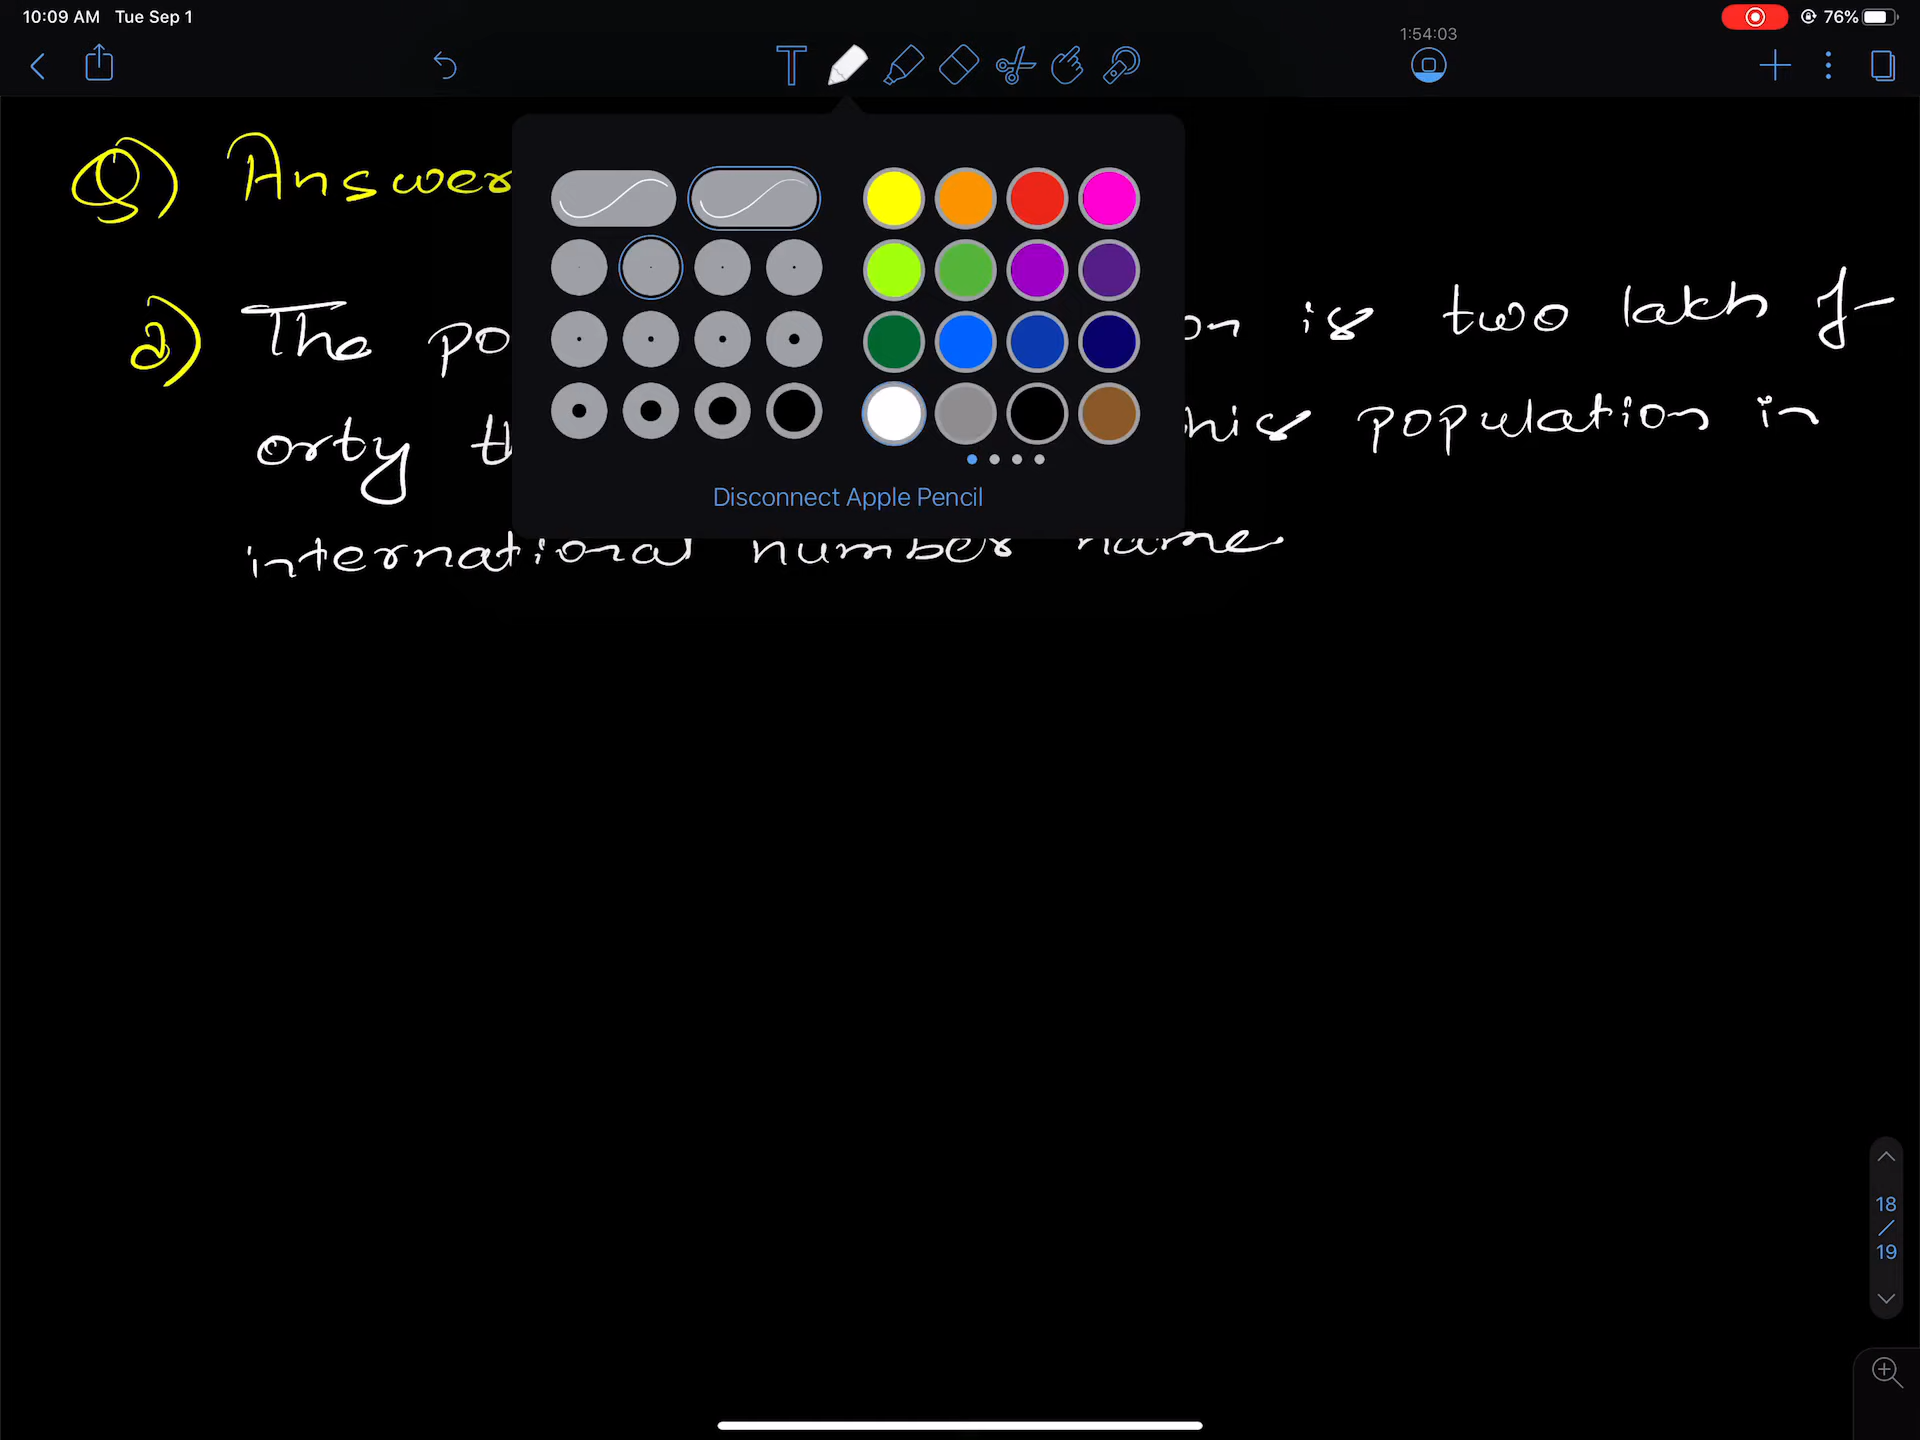 10:09 AM Tue Sep 1
76%
1:54:03
Q) Answer
a) The po on is two lakh f-
orty th his population in
international number name
Disconnect Apple Pencil
18
/
19